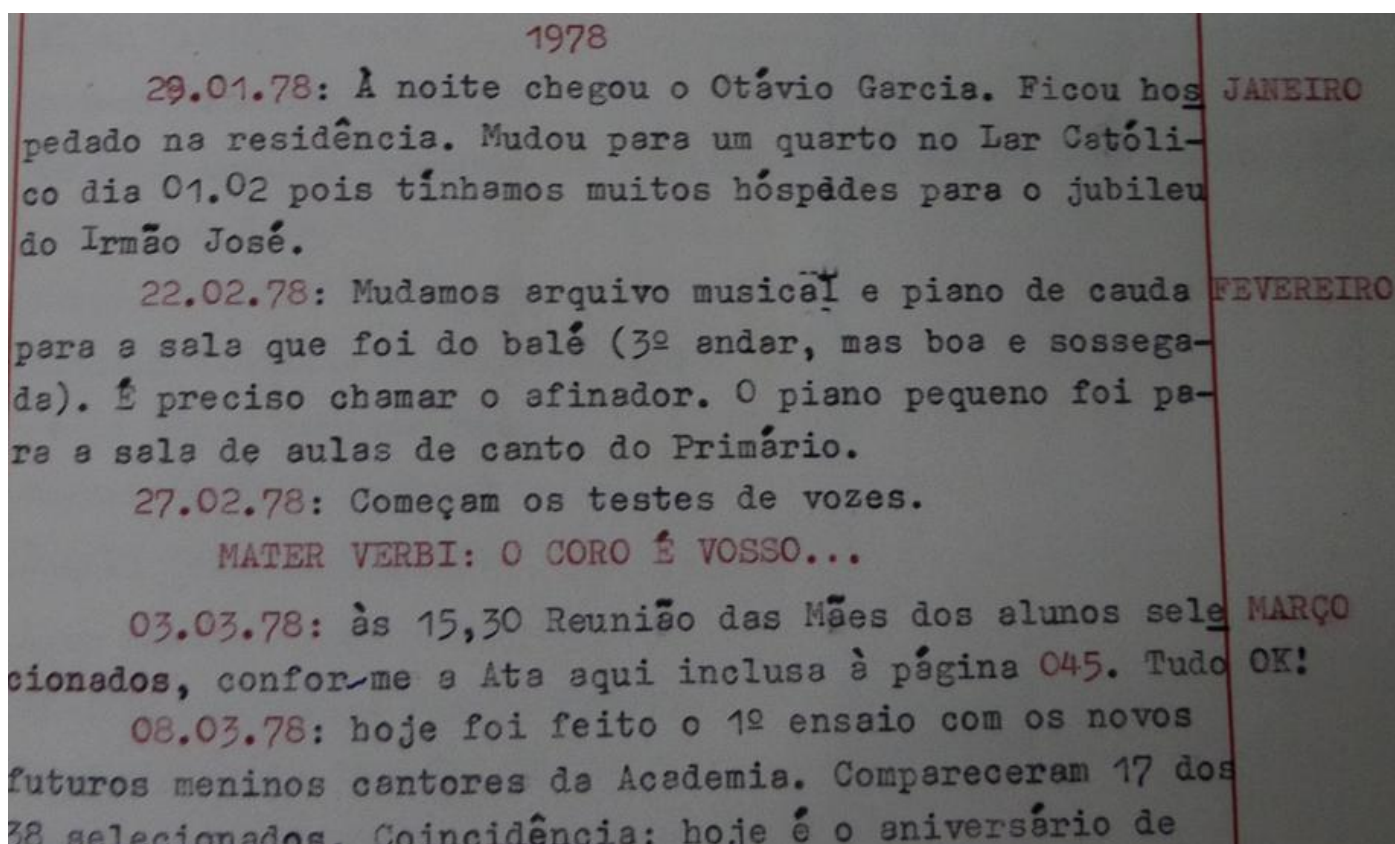 1978
29.01.78: À noite chegou o Otávio Garcia. Ficou hos JANEIRO
pedado na residência. Mudou para um quarto no Lar Católi-
co dia 01.02 pois tínhamos muitos hóspedes para o jubileu
do Irmão José.
22.02.78: Mudamos arquivo musical e piano de cauda FEVEREIRO
para a sala que foi do balé (3º andar, mas boa e sossega-
da). É preciso chamar o afinador. O piano pequeno foi pa-
ra a sala de aulas de canto do Primário.
27.02.78: Começam os testes de vozes.
MATER VERBI: O CORO É VOSSO...
03.03.78: às 15,30 Reunião das Mães dos alunos sele MARÇO
cionados, confor-me a Ata aqui inclusa à página 045. Tudo OK!
08.03.78: hoje foi feito o 1º ensaio com os novos
futuros meninos cantores da Academia. Compareceram 17 dos
38 selecionados. Coincidência: hoje é o aniversário de